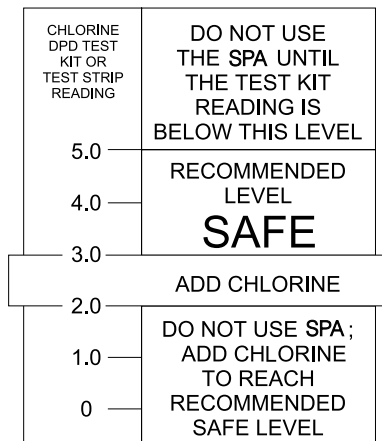 CHLORINE
DPD TEST
KIT OR
TEST STRIP
READING
DO NOT USE
THE SPA UNTIL
THE TEST KIT
READING IS
BELOW THIS LEVEL
5.0
RECOMMENDED
LEVEL
4.0
SAFE
3.0
ADD CHLORINE
2.0
DO NOT USE SPA;
ADD CHLORINE
1.0
TO REACH
RECOMMENDED
0
SAFE LEVEL